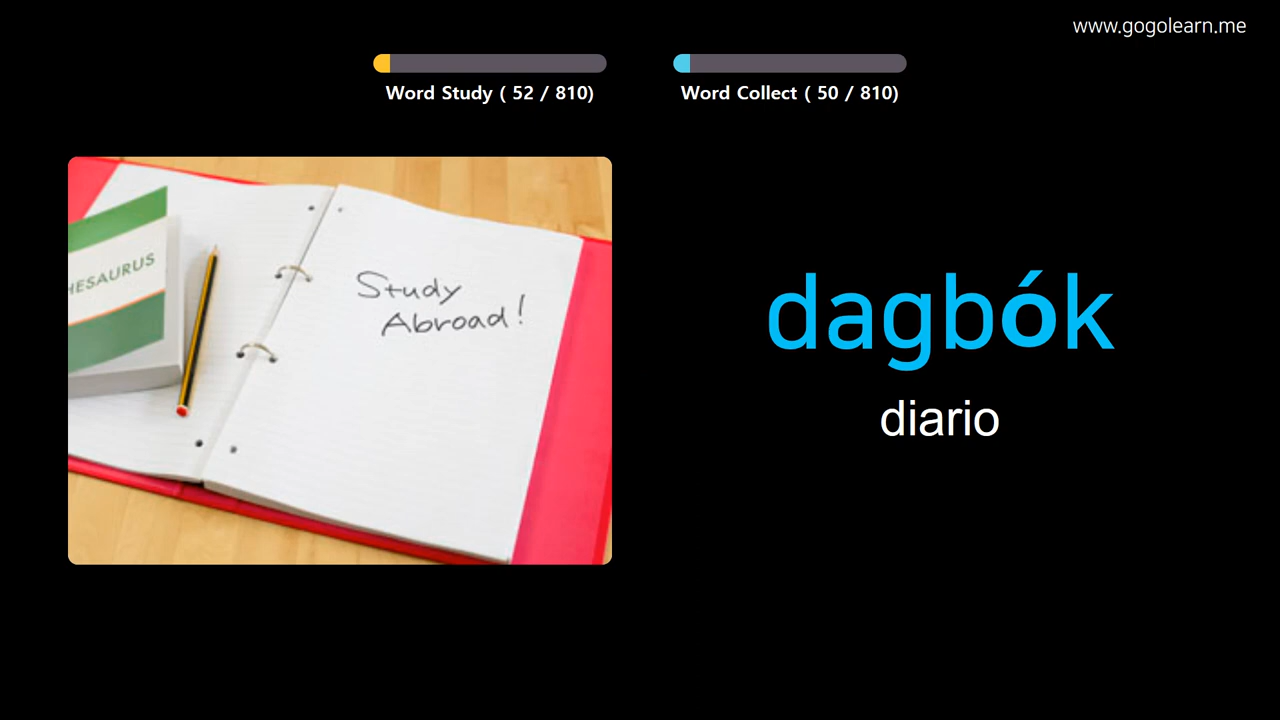 www.gogolearn.me
Word Study ( 52 / 810)
Word Collect ( 50 / 810)
HESAURUS
Study
Abroad!
dagbók
diario